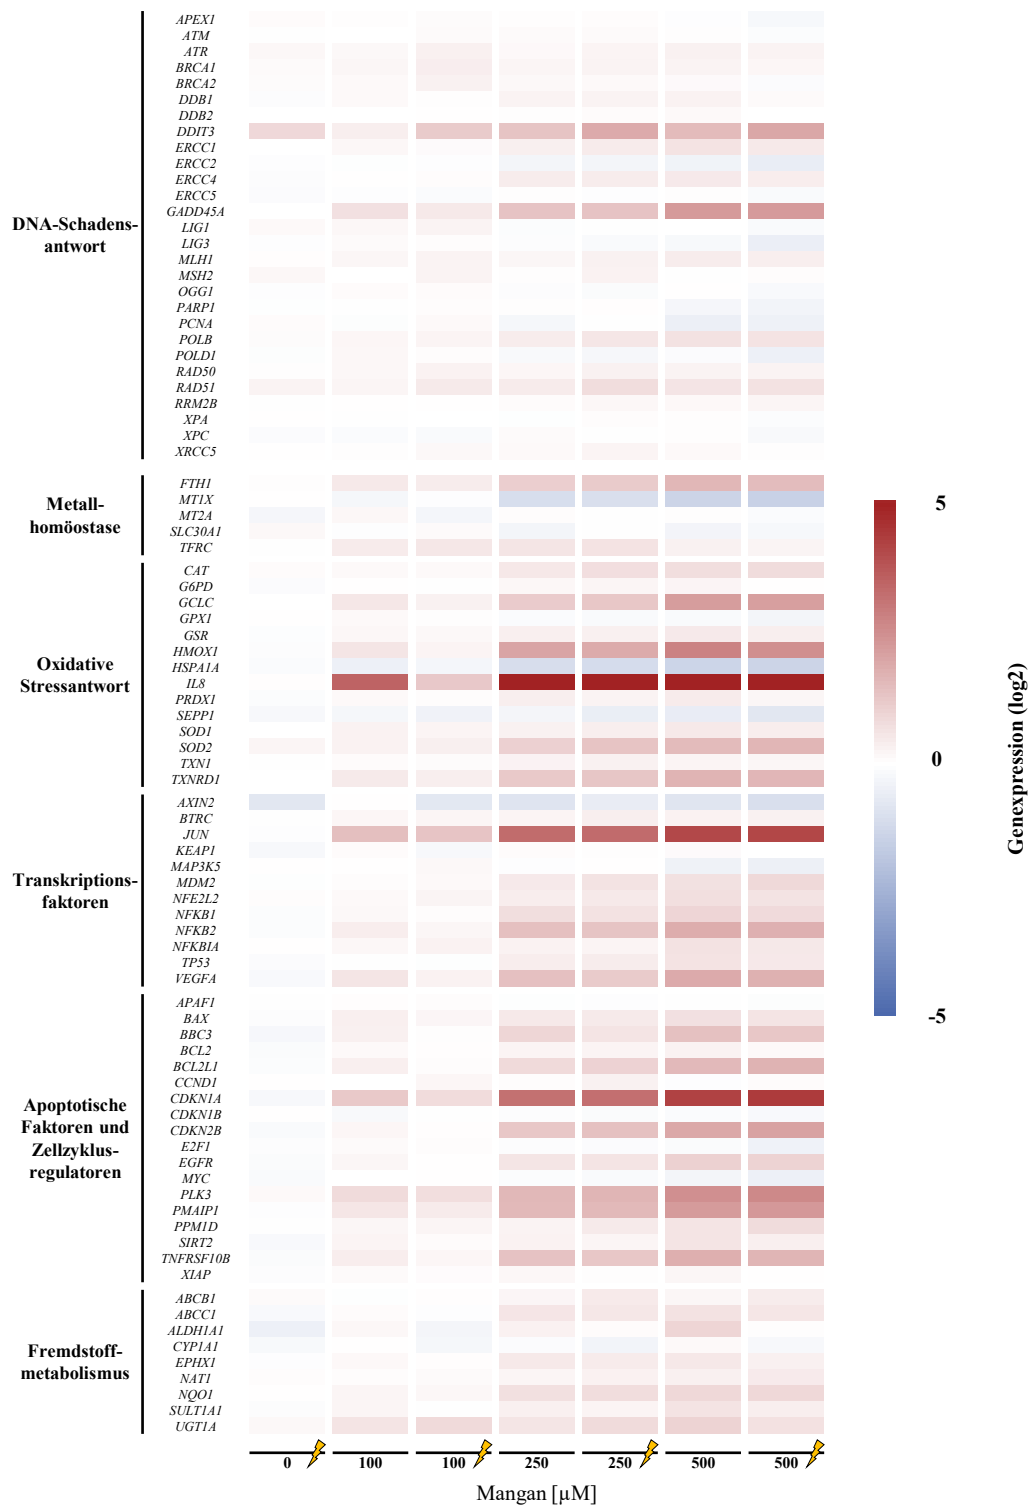 DNA-Schadens-
antwort
APEX1
ATM
ATR
BRCA1
BRCA2
DDB1
DDB2
DDIT3
ERCC1
ERCC2
ERCC4
ERCC5
GADD45A
LIG1
LIG3
MLH1
MSH2
OGG1
PARP1
PCNA
POLB
POLD1
RAD50
RAD51
RRM2B
XPA
XPC
XRCC5
Metall-
homöostase
FTH1
MT1X
MT2A
SLC30A1
TFRC
Oxidative
Stressantwort
CAT
G6PD
GCLC
GPX1
GSR
HMOX1
HSPA1A
IL8
PRDX1
SEPP1
SOD1
SOD2
TXN1
TXNRD1
Transkriptions-
faktoren
AXIN2
BTRC
JUN
KEAP1
MAP3K5
MDM2
NFE2L2
NFKB1
NFKB2
NFKBIA
TP53
VEGFA
Apoptotische
Faktoren und
Zellzyklus-
regulatoren
APAF1
BAX
BBC3
BCL2
BCL2L1
CCND1
CDKN1A
CDKN1B
CDKN2B
E2F1
EGFR
MYC
PLK3
PMAIP1
PPM1D
SIRT2
TNFRSF10B
XIAP
Fremdstoff-
metabolismus
ABCB1
ABCC1
ALDH1A1
CYP1A1
EPHX1
NAT1
NQO1
SULT1A1
UGT1A
0 100 100 250 250 500 500
Mangan [µM]
5
0
-5
Genexpression (log2)